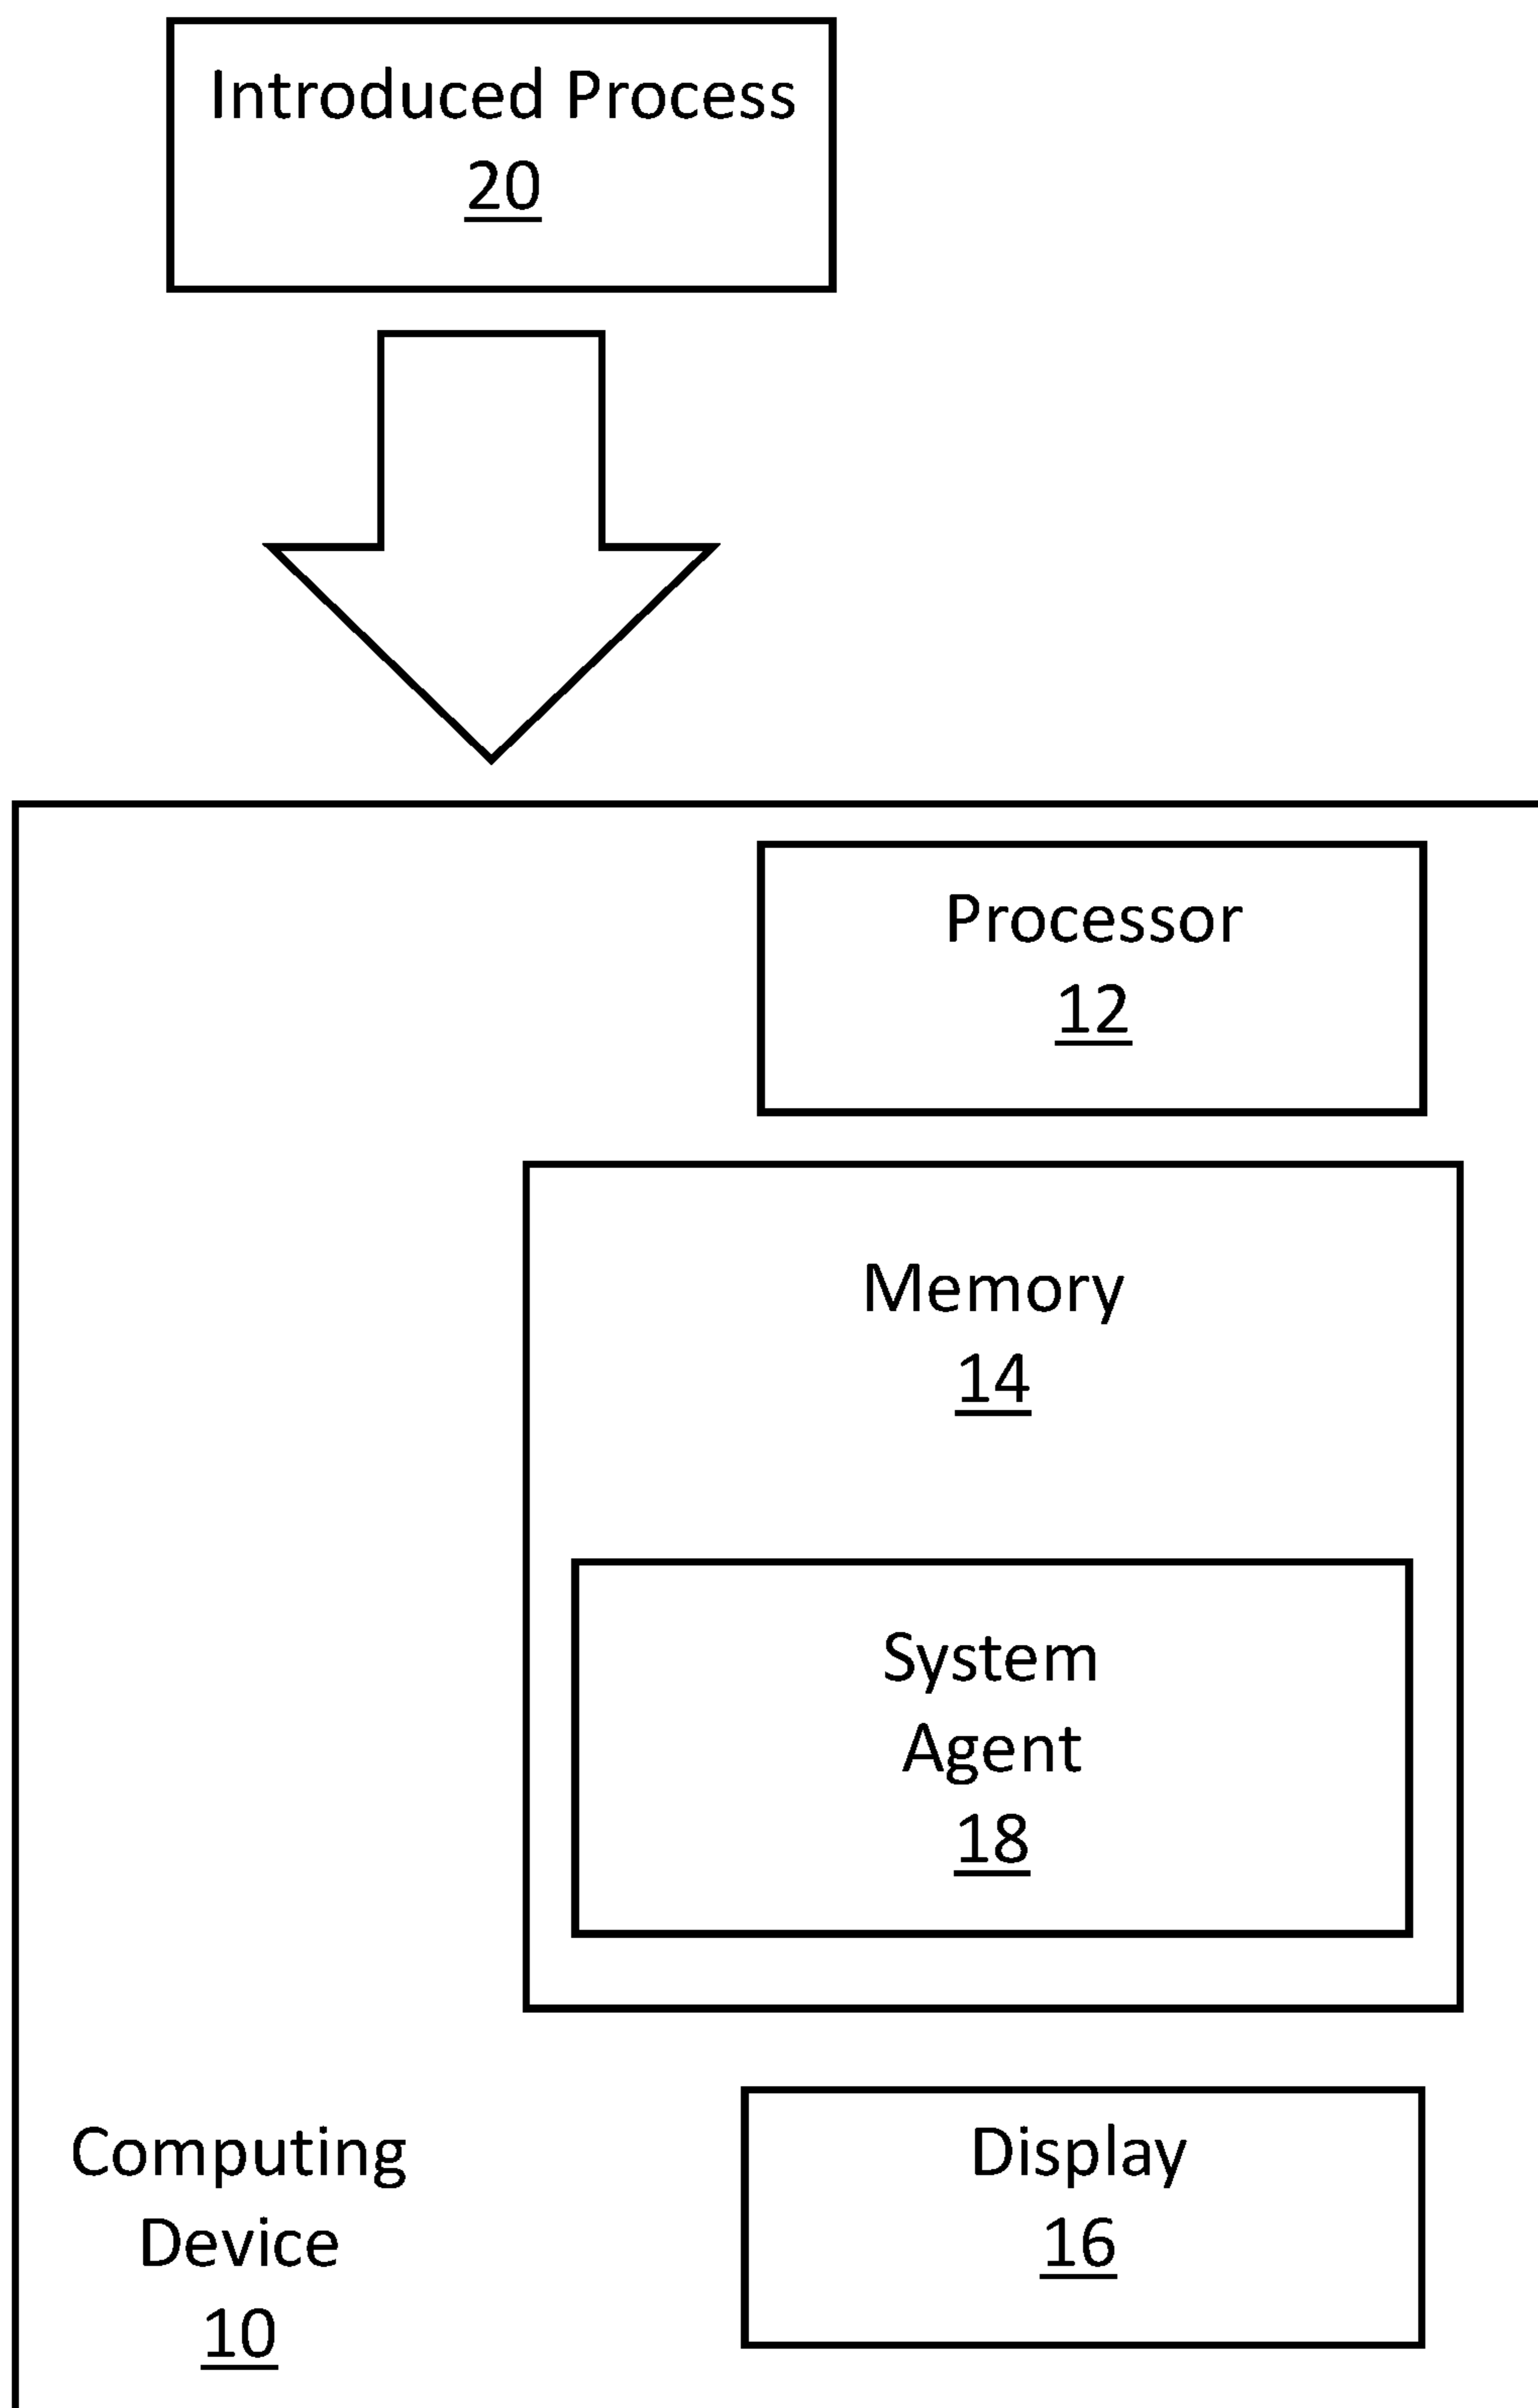 Introduced Process
20
Processor
12
Memory
14
System
Agent
18
Computing
Device
10
Display
16